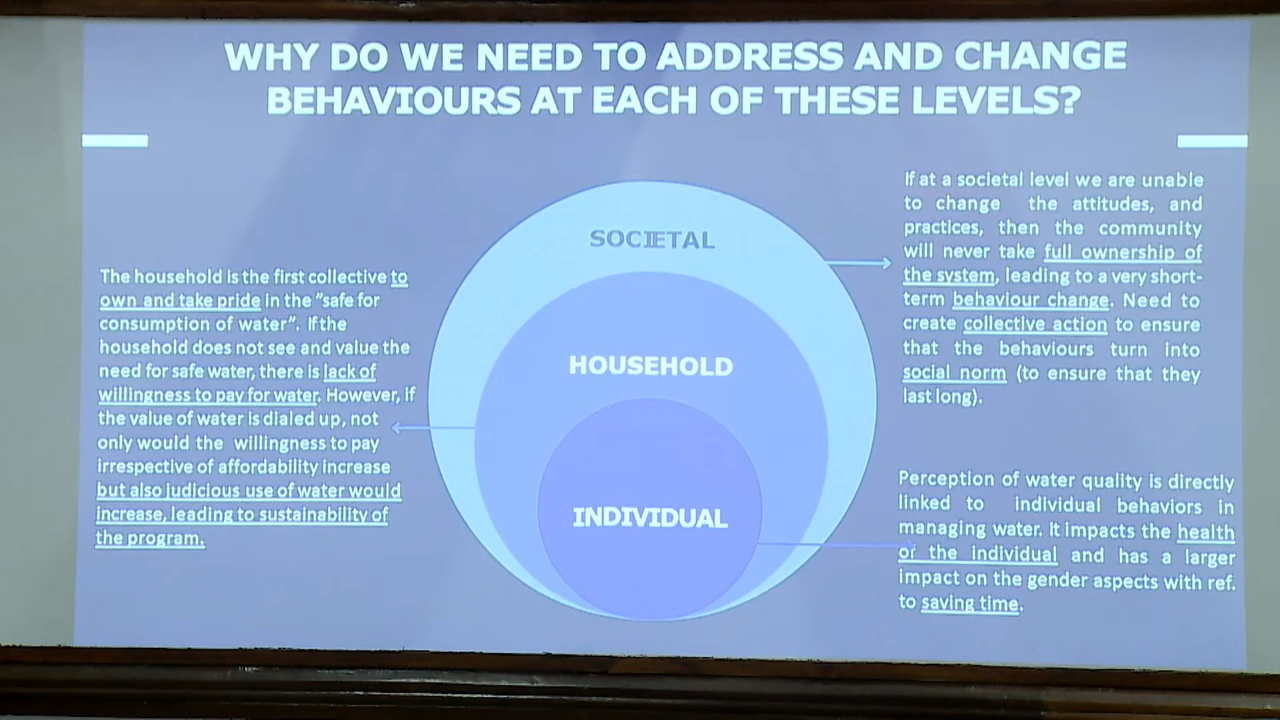 WHY DO WE NEED TO ADDRESS AND CHANGE
BEHAVIOURS AT EACH OF THESE LEVELS?
The household is the first collective to
own and take pride in the "safe for
consumption of water". If the
household does not see and value the
need for safe water, there is lack of
willingness to pay for water. However, if
the value of water is dialed up, not
only would the willingness to pay
irrespective of affordability increase
but also judicious use of water would
increase, leading to sustainability of
the program.
SOCIETAL
HOUSEHOLD
INDIVIDUAL
If at a societal level we are unable
to change the attitudes, and
practices, then the community
will never take full ownership of
the system, leading to a very short-
term behaviour change. Need to
create collective action to ensure
that the behaviours turn into
social norm (to ensure that they
last long).
Perception of water quality is directly
linked to individual behaviors in
managing water. It impacts the health
of the individual and has a larger
impact on the gender aspects with ref.
to saving time.